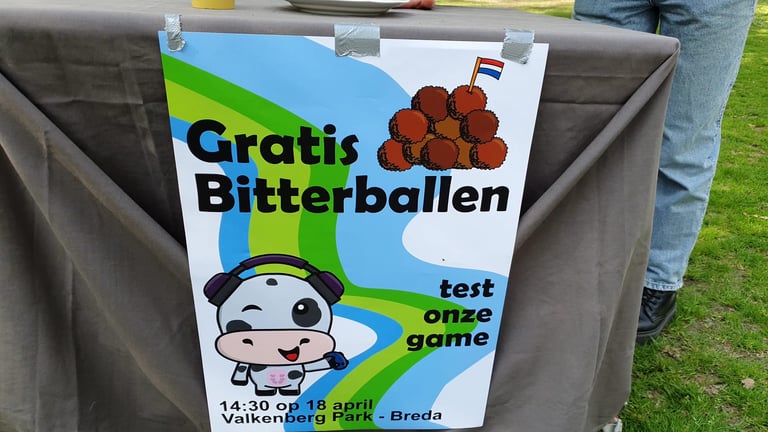 Gratis
Bitterballen
test
onze
game
14:30 op 18 april
Valkenberg Park - Breda